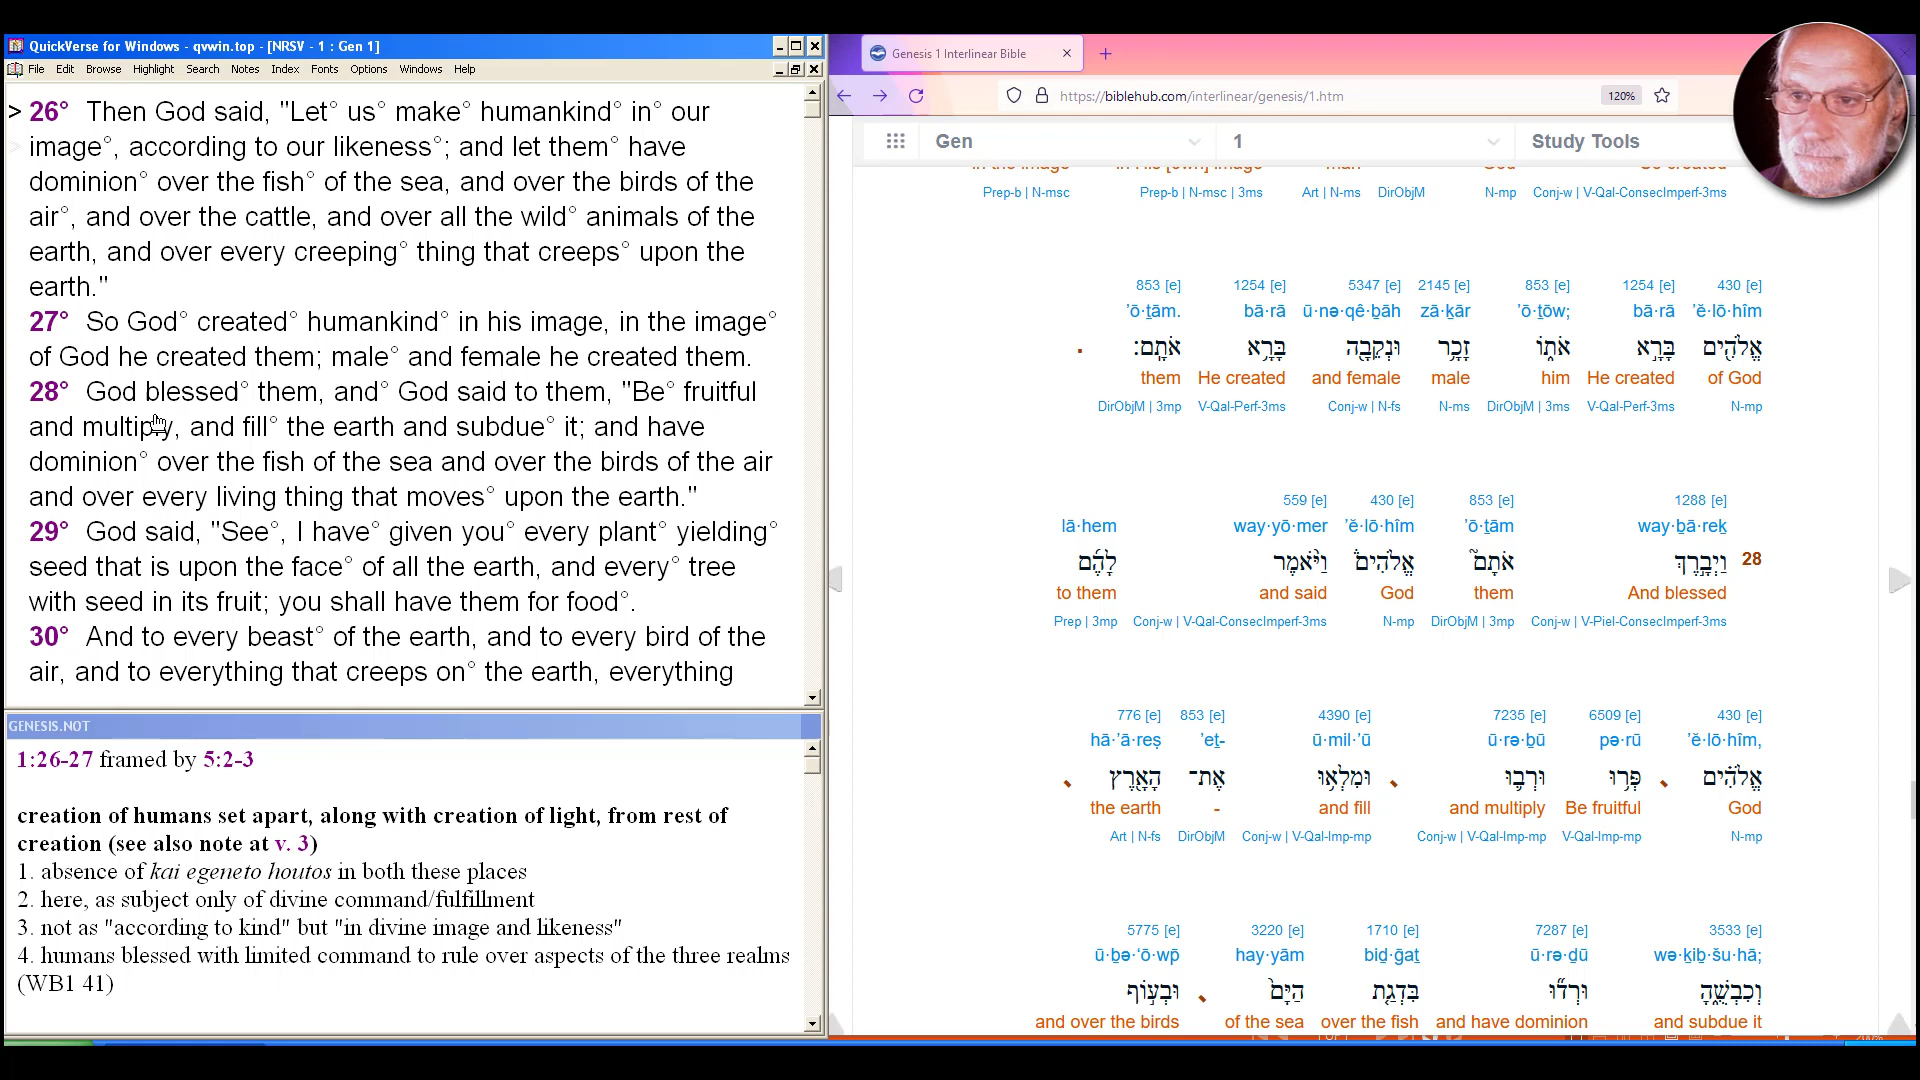 QuickVerse for Windows - qvwin.top - [NRSV - 1 : Gen 1]
File Edit Browse Highlight Search Notes Index Fonts Options Windows Help
> 26° Then God said, "Let° us° make° humankind° in° our
image°, according to our likeness°; and let them° have
dominion° over the fish° of the sea, and over the birds of the
air°, and over the cattle, and over all the wild° animals of the
earth, and over every creeping° thing that creeps° upon the
earth."
27° So God° created° humankind° in his image, in the image°
of God he created them; male° and female he created them.
28° God blessed° them, and° God said to them, "Be° fruitful
and multiply, and fill° the earth and subdue° it; and have
dominion° over the fish of the sea and over the birds of the air
and over every living thing that moves° upon the earth."
29° God said, "See°, I have° given you° every plant° yielding°
seed that is upon the face° of all the earth, and every° tree
with seed in its fruit; you shall have them for food°.
30° And to every beast° of the earth, and to every bird of the
air, and to everything that creeps on° the earth, everything
GENESIS.NOT
1:26-27 framed by 5:2-3
creation of humans set apart, along with creation of light, from rest of
creation (see also note at v. 3)
1. absence of kai egeneto houtos in both these places
2. here, as subject only of divine command/fulfillment
3. not as "according to kind" but "in divine image and likeness"
4. humans blessed with limited command to rule over aspects of the three realms
(WB1 41)
Genesis 1 Interlinear Bible
https://biblehub.com/interlinear/genesis/1.htm 120%
Gen 1 Study Tools
Prep-b | N-msc Prep-b | N-msc | 3ms Art | N-ms DirObjM N-mp Conj-w | V-Qal-ConsecImperf-3ms
853 [e] 1254 [e] 5347 [e] 2145 [e] 853 [e] 1254 [e] 430 [e]
’ō·ṯām. bā·rā ū·nə·qê·ḇāh zā·ḵār ’ō·ṯōw; bā·rā ’ĕ·lō·hîm
אֱלֹהִ֖ים בָּרָ֣א אֹת֑וֹ זָכָ֥ר וּנְקֵבָ֖ה בָּרָ֥א אֹתָֽם׃ .
them He created and female male him He created of God
DirObjM | 3mp V-Qal-Perf-3ms Conj-w | N-fs N-ms DirObjM | 3ms V-Qal-Perf-3ms N-mp
559 [e] 430 [e] 853 [e] 1288 [e]
lā·hem way·yō·mer ’ĕ·lō·hîm ’ō·ṯām way·ḇā·reḵ
28 וַיְבָ֣רֶךְ אֹתָם֮ אֱלֹהִים֒ וַיֹּ֨אמֶר לָהֶ֜ם
to them and said God them And blessed
Prep | 3mp Conj-w | V-Qal-ConsecImperf-3ms N-mp DirObjM | 3mp Conj-w | V-Piel-ConsecImperf-3ms
776 [e] 853 [e] 4390 [e] 7235 [e] 6509 [e] 430 [e]
hā·’ā·reṣ ’eṯ- ū·mil·’ū ū·rə·ḇū pə·rū ’ĕ·lō·hîm,
אֱלֹהִ֗ים פְּר֥וּ וּרְב֛וּ וּמִלְא֥וּ אֶת־ הָאָ֖רֶץ
the earth - and fill and multiply Be fruitful God
Art | N-fs DirObjM Conj-w | V-Qal-Imp-mp Conj-w | V-Qal-Imp-mp V-Qal-Imp-mp N-mp
5775 [e] 3220 [e] 1710 [e] 7287 [e] 3533 [e]
ū·ḇə·‘ō·wp̄ hay·yām biḏ·ḡaṯ ū·rə·ḏū wə·ḵiḇ·šu·hā;
וְכִבְשֻׁ֑הָ וּרְד֞וּ בִּדְגַ֤ת הַיָּם֙ וּבְע֣וֹף
and over the birds of the sea over the fish and have dominion and subdue it